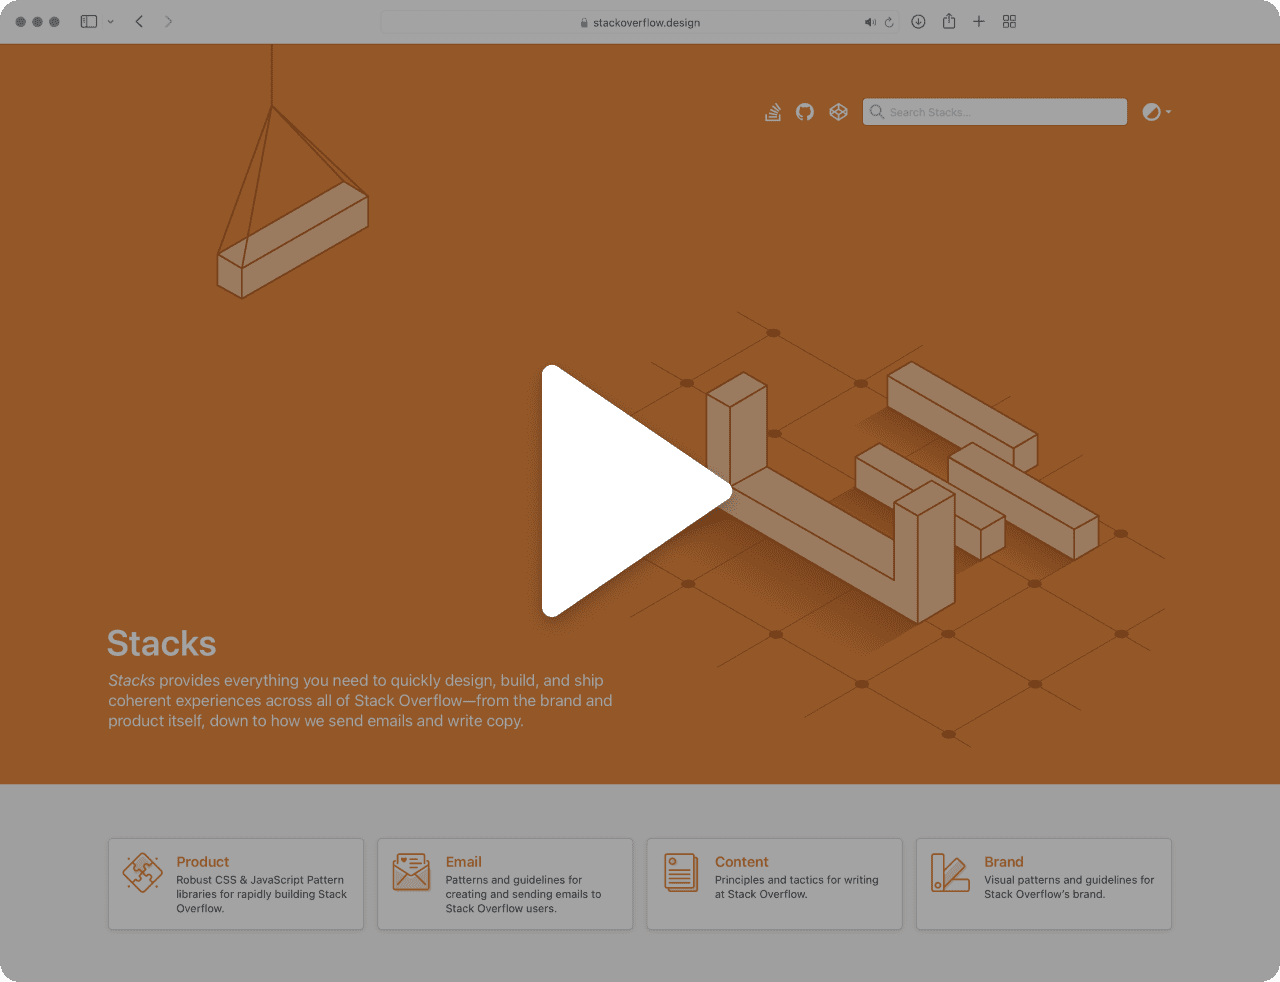 stackoverflow.design
Search Stacks...
Stacks
Stacks provides everything you need to quickly design, build, and ship
coherent experiences across all of Stack Overflow—from the brand and
product itself, down to how we send emails and write copy.
Product
Robust CSS & JavaScript Pattern
libraries for rapidly building Stack
Overflow.
Email
Patterns and guidelines for
creating and sending emails to
Stack Overflow users.
Content
Principles and tactics for writing
at Stack Overflow.
Brand
Visual patterns and guidelines for
Stack Overflow's brand.